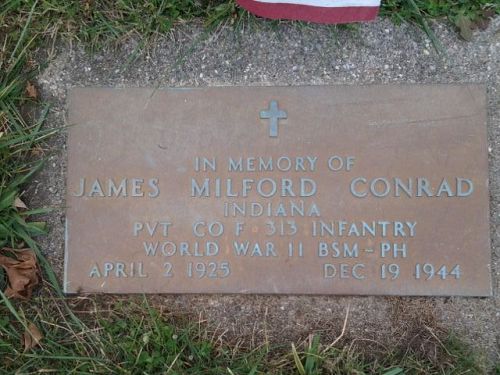 IN MEMORY OF
JAMES MILFORD CONRAD
INDIANA
PVT CO F 313 INFANTRY
WORLD WAR II BSM-PH
APRIL 2 1925 DEC 19 1944